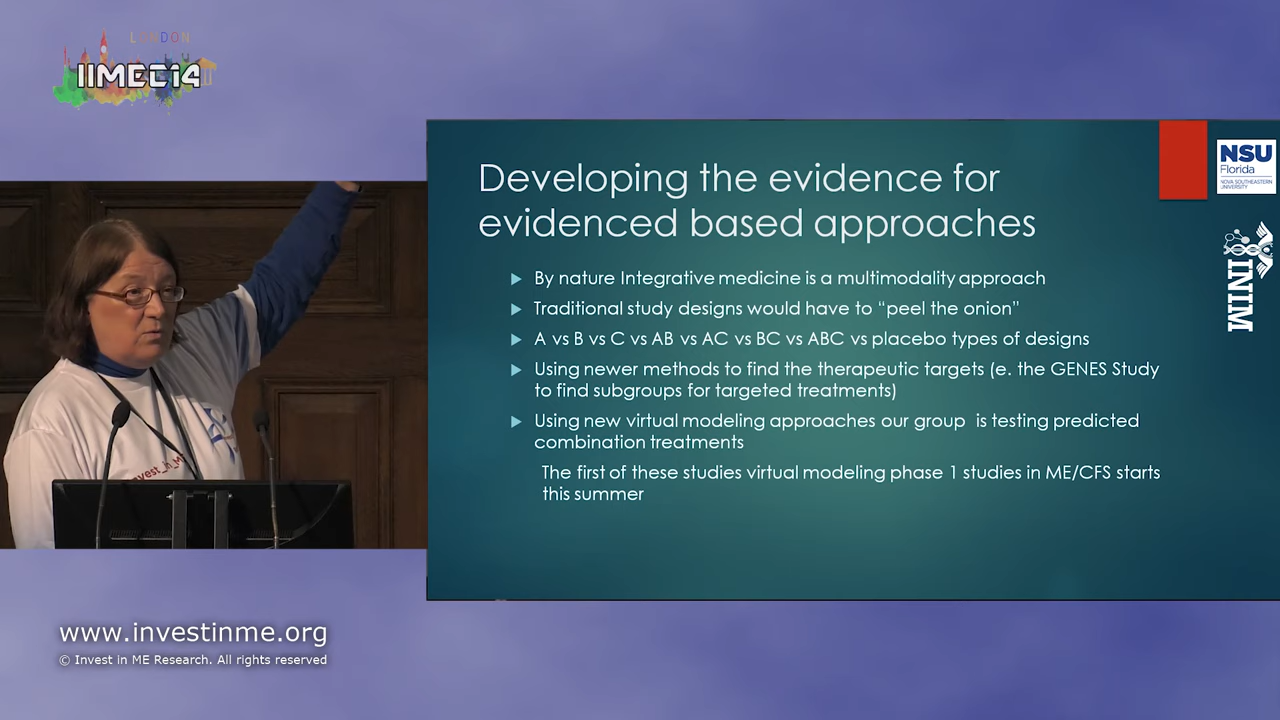 LONDON
IIMEC14
Developing the evidence for
evidenced based approaches
By nature Integrative medicine is a multimodality approach
Traditional study designs would have to “peel the onion”
A vs B vs C vs AB vs AC vs BC vs ABC vs placebo types of designs
Using newer methods to find the therapeutic targets (e. the GENES Study
to find subgroups for targeted treatments)
Using new virtual modeling approaches our group is testing predicted
combination treatments
The first of these studies virtual modeling phase 1 studies in ME/CFS starts
this summer
NSU
Florida
NOVA SOUTHEASTERN
UNIVERSITY
INIM
invest_in_M
www.investinme.org
© Invest in ME Research. All rights reserved